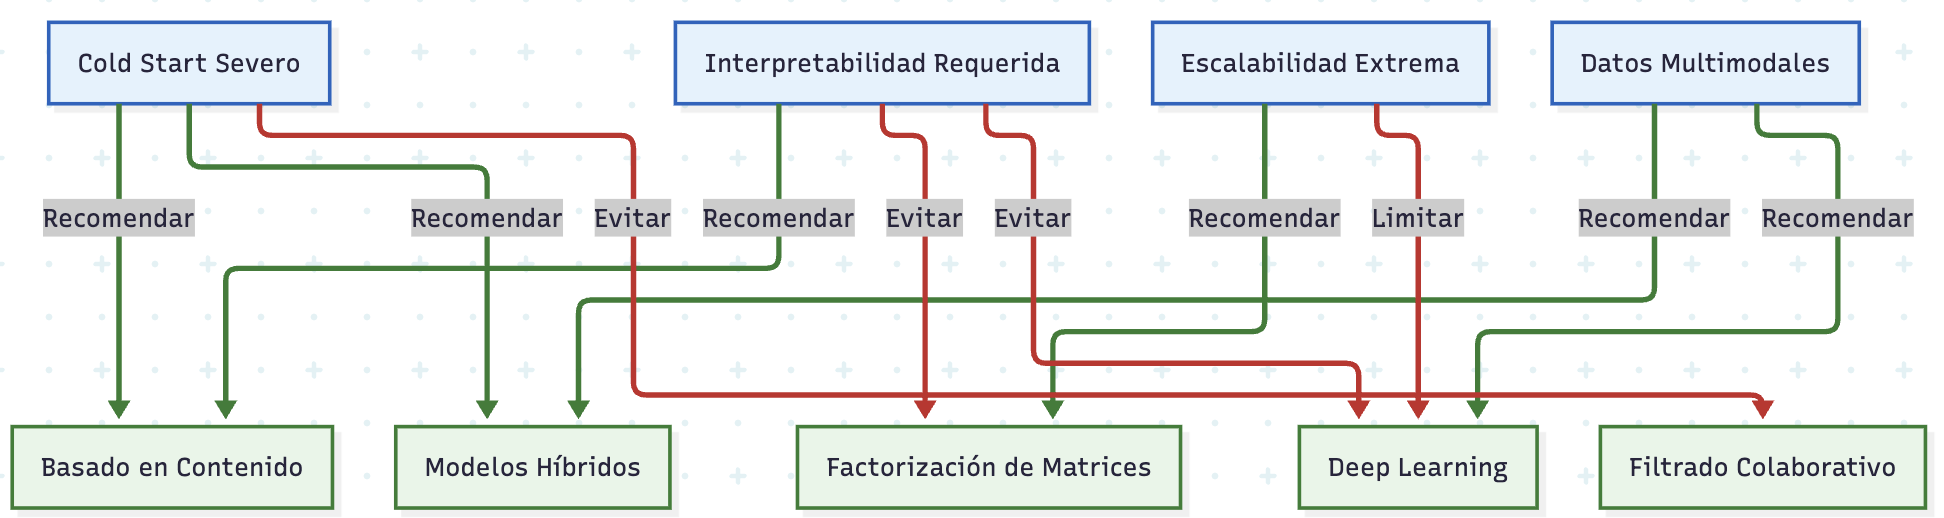 Cold Start Severo
Interpretabilidad Requerida
Escalabilidad Extrema
Datos Multimodales
Recomendar
Recomendar
Evitar
Recomendar
Evitar
Evitar
Recomendar
Limitar
Recomendar
Recomendar
Basado en Contenido
Modelos Híbridos
Factorización de Matrices
Deep Learning
Filtrado Colaborativo